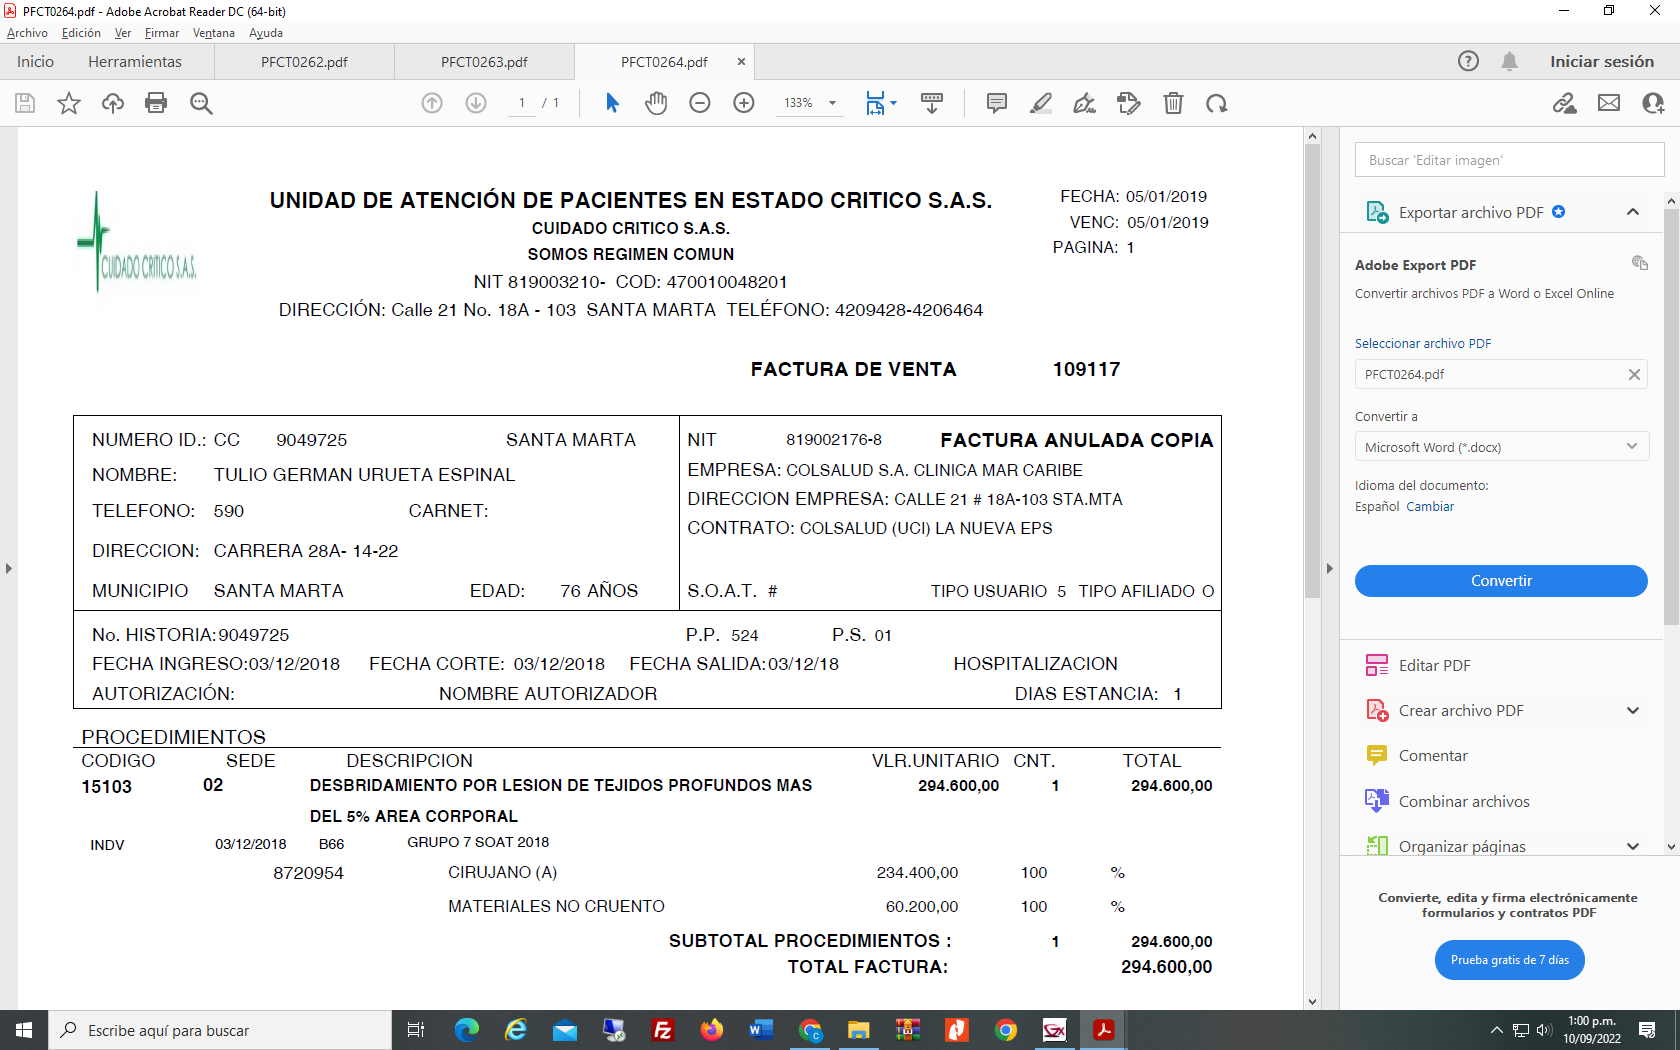 PFCT0264.pdf - Adobe Acrobat Reader DC (64-bit)
Archivo Edición Ver Firmar Ventana Ayuda
Inicio Herramientas PFCT0262.pdf PFCT0263.pdf PFCT0264.pdf × Iniciar sesión
1 / 1 133%
Buscar 'Editar imagen'
Exportar archivo PDF
Adobe Export PDF
Convertir archivos PDF a Word o Excel Online
Seleccionar archivo PDF
PFCT0264.pdf
Convertir a
Microsoft Word (*.docx)
Idioma del documento:
Español Cambiar
Convertir
Editar PDF
Crear archivo PDF
Comentar
Combinar archivos
Organizar páginas
Convierte, edita y firma electrónicamente
formularios y contratos PDF
Prueba gratis de 7 días
CUIDADO CRITICO S.A.S.
UNIDAD DE ATENCIÓN DE PACIENTES EN ESTADO CRITICO S.A.S.
CUIDADO CRITICO S.A.S.
SOMOS REGIMEN COMUN
NIT 819003210- COD: 470010048201
DIRECCIÓN: Calle 21 No. 18A - 103 SANTA MARTA TELÉFONO: 4209428-4206464
FECHA: 05/01/2019
VENC: 05/01/2019
PAGINA: 1
FACTURA DE VENTA 109117
NUMERO ID.: CC 9049725 SANTA MARTA
NOMBRE: TULIO GERMAN URUETA ESPINAL
TELEFONO: 590 CARNET:
DIRECCION: CARRERA 28A- 14-22
MUNICIPIO SANTA MARTA EDAD: 76 AÑOS
NIT 819002176-8 FACTURA ANULADA COPIA
EMPRESA: COLSALUD S.A. CLINICA MAR CARIBE
DIRECCION EMPRESA: CALLE 21 # 18A-103 STA.MTA
CONTRATO: COLSALUD (UCI) LA NUEVA EPS
S.O.A.T. # TIPO USUARIO 5 TIPO AFILIADO O
No. HISTORIA: 9049725 P.P. 524 P.S. 01
FECHA INGRESO: 03/12/2018 FECHA CORTE: 03/12/2018 FECHA SALIDA: 03/12/18 HOSPITALIZACION
AUTORIZACIÓN: NOMBRE AUTORIZADOR DIAS ESTANCIA: 1
PROCEDIMIENTOS
CODIGO SEDE DESCRIPCION VLR.UNITARIO CNT. TOTAL
15103 02 DESBRIDAMIENTO POR LESION DE TEJIDOS PROFUNDOS MAS 294.600,00 1 294.600,00
DEL 5% AREA CORPORAL
INDV 03/12/2018 B66 GRUPO 7 SOAT 2018
8720954 CIRUJANO (A) 234.400,00 100 %
MATERIALES NO CRUENTO 60.200,00 100 %
SUBTOTAL PROCEDIMIENTOS : 1 294.600,00
TOTAL FACTURA: 294.600,00
Escribe aquí para buscar
1:00 p.m.
10/09/2022